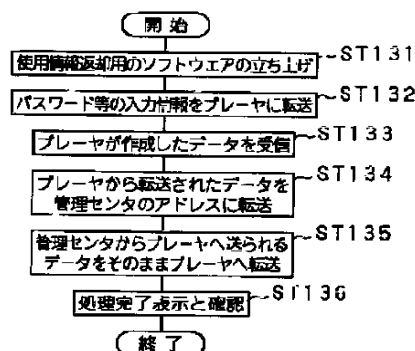 開始
使用情報返却用のソフトウェアの立ち上げ
ST131
パスワード等の入力情報をプレーヤに転送
ST132
プレーヤが作成したデータを受信
ST133
プレーヤから転送されたデータを
管理センタのアドレスに転送
ST134
管理センタからプレーヤへ送られる
データをそのままプレーヤへ転送
ST135
処理完了表示と確認
ST136
終了